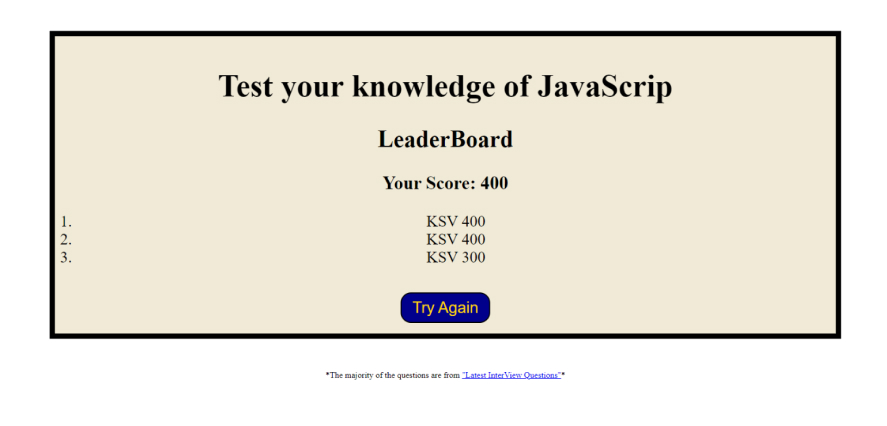 Test your knowledge of JavaScrip
LeaderBoard
Your Score: 400
1. KSV 400
2. KSV 400
3. KSV 300
Try Again
*The majority of the questions are from "Latest InterView Questions"*